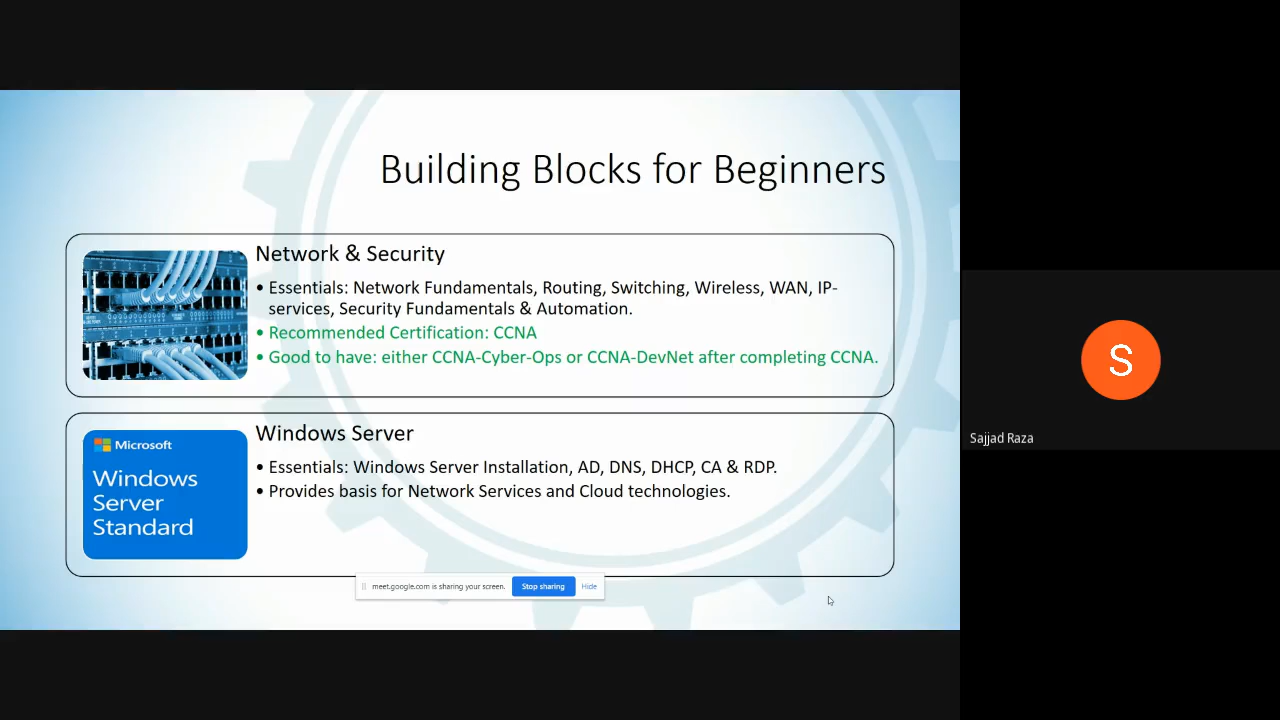 Building Blocks for Beginners
Network & Security
• Essentials: Network Fundamentals, Routing, Switching, Wireless, WAN, IP-
services, Security Fundamentals & Automation.
• Recommended Certification: CCNA
• Good to have: either CCNA-Cyber-Ops or CCNA-DevNet after completing CCNA.
Microsoft
Windows
Server
Standard
Windows Server
• Essentials: Windows Server Installation, AD, DNS, DHCP, CA & RDP.
• Provides basis for Network Services and Cloud technologies.
meet.google.com is sharing your screen. Stop sharing Hide
S
Sajjad Raza